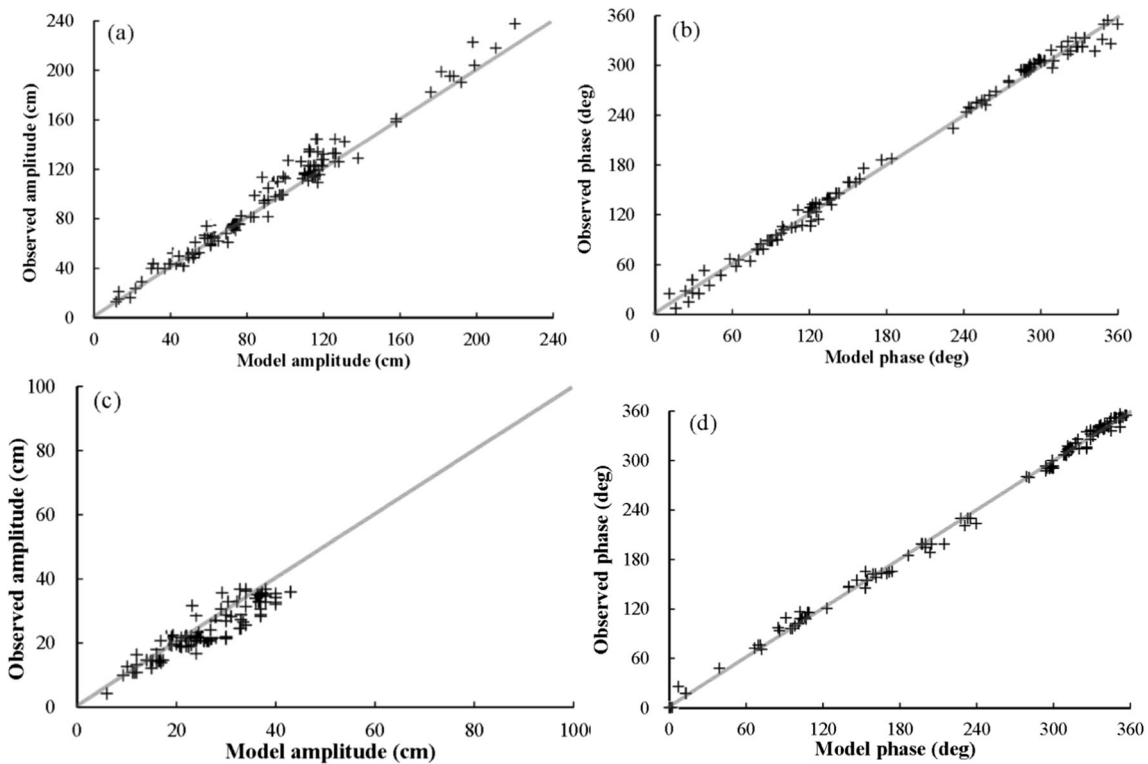 (a)
240
200
160
120
80
40
0
Observed amplitude (cm)
0 40 80 120 160 200 240
Model amplitude (cm)
(b)
360
300
240
180
120
60
0
Observed phase (deg)
0 60 120 180 240 300 360
Model phase (deg)
(c)
100
80
60
40
20
0
Observed amplitude (cm)
0 20 40 60 80 100
Model amplitude (cm)
(d)
360
300
240
180
120
60
0
Observed phase (deg)
0 60 120 180 240 300 360
Model phase (deg)